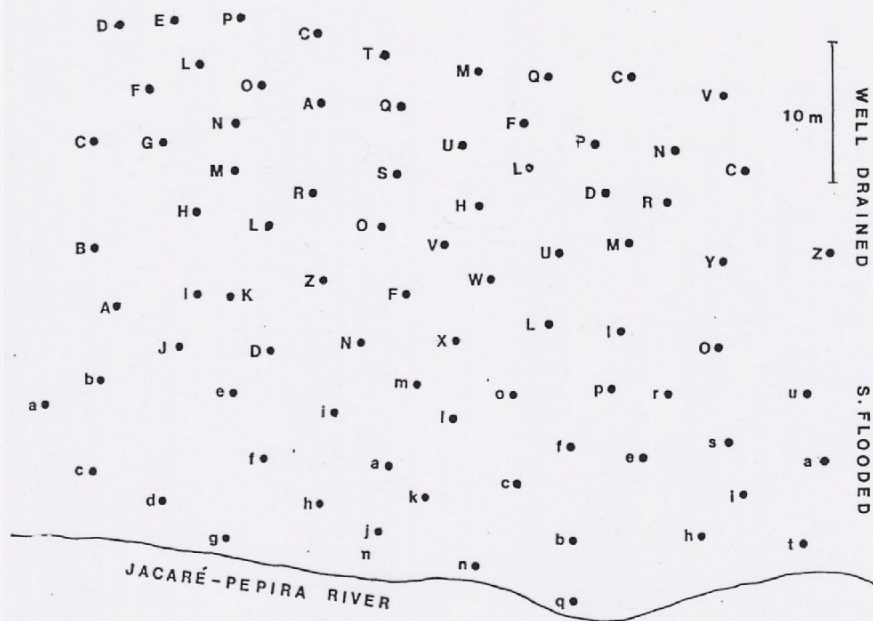 D E P C
T
L M Q C
F O V
A Q 10 m
N F
C G U P N
M S L C
R D R
H H
L O
B V U M Z
Z W Y
I K F
A
L I
J D N X O
b m
e o p r u
a i l
f e s
f a a
c c
d h k i
g j b h t
n
n
JACARÉ-PEPIRA RIVER
q
WELL DRAINED
S. FLOODED